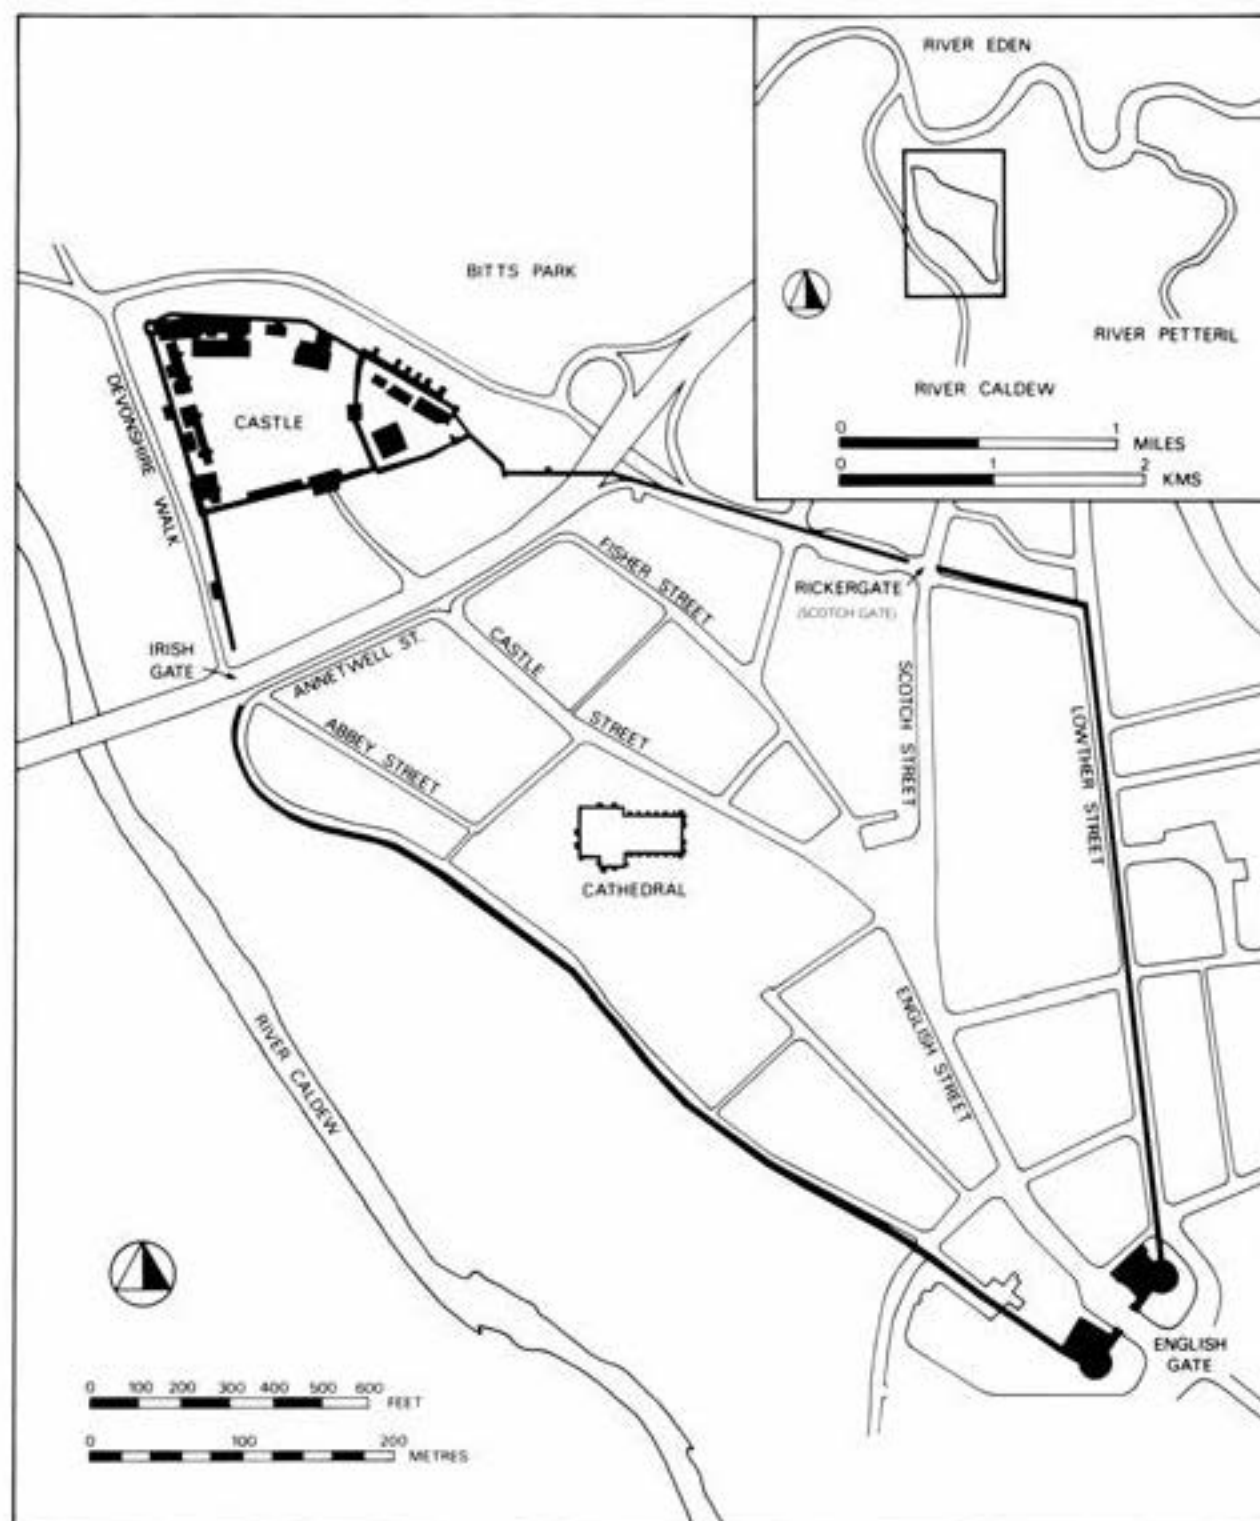 RIVER EDEN
RIVER PETTERIL
RIVER CALDEW
0 1 MILES
0 1 2 KMS
BITTS PARK
CASTLE
DEVONSHIRE WALK
FISHER STREET
RICKERGATE
(SCOTCH GATE)
IRISH
GATE
ANNETWELL ST.
CASTLE STREET
SCOTCH STREET
ABBEY STREET
LOWTHER STREET
CATHEDRAL
ENGLISH STREET
RIVER CALDEW
ENGLISH
GATE
0 100 200 300 400 500 600 FEET
0 100 200 METRES